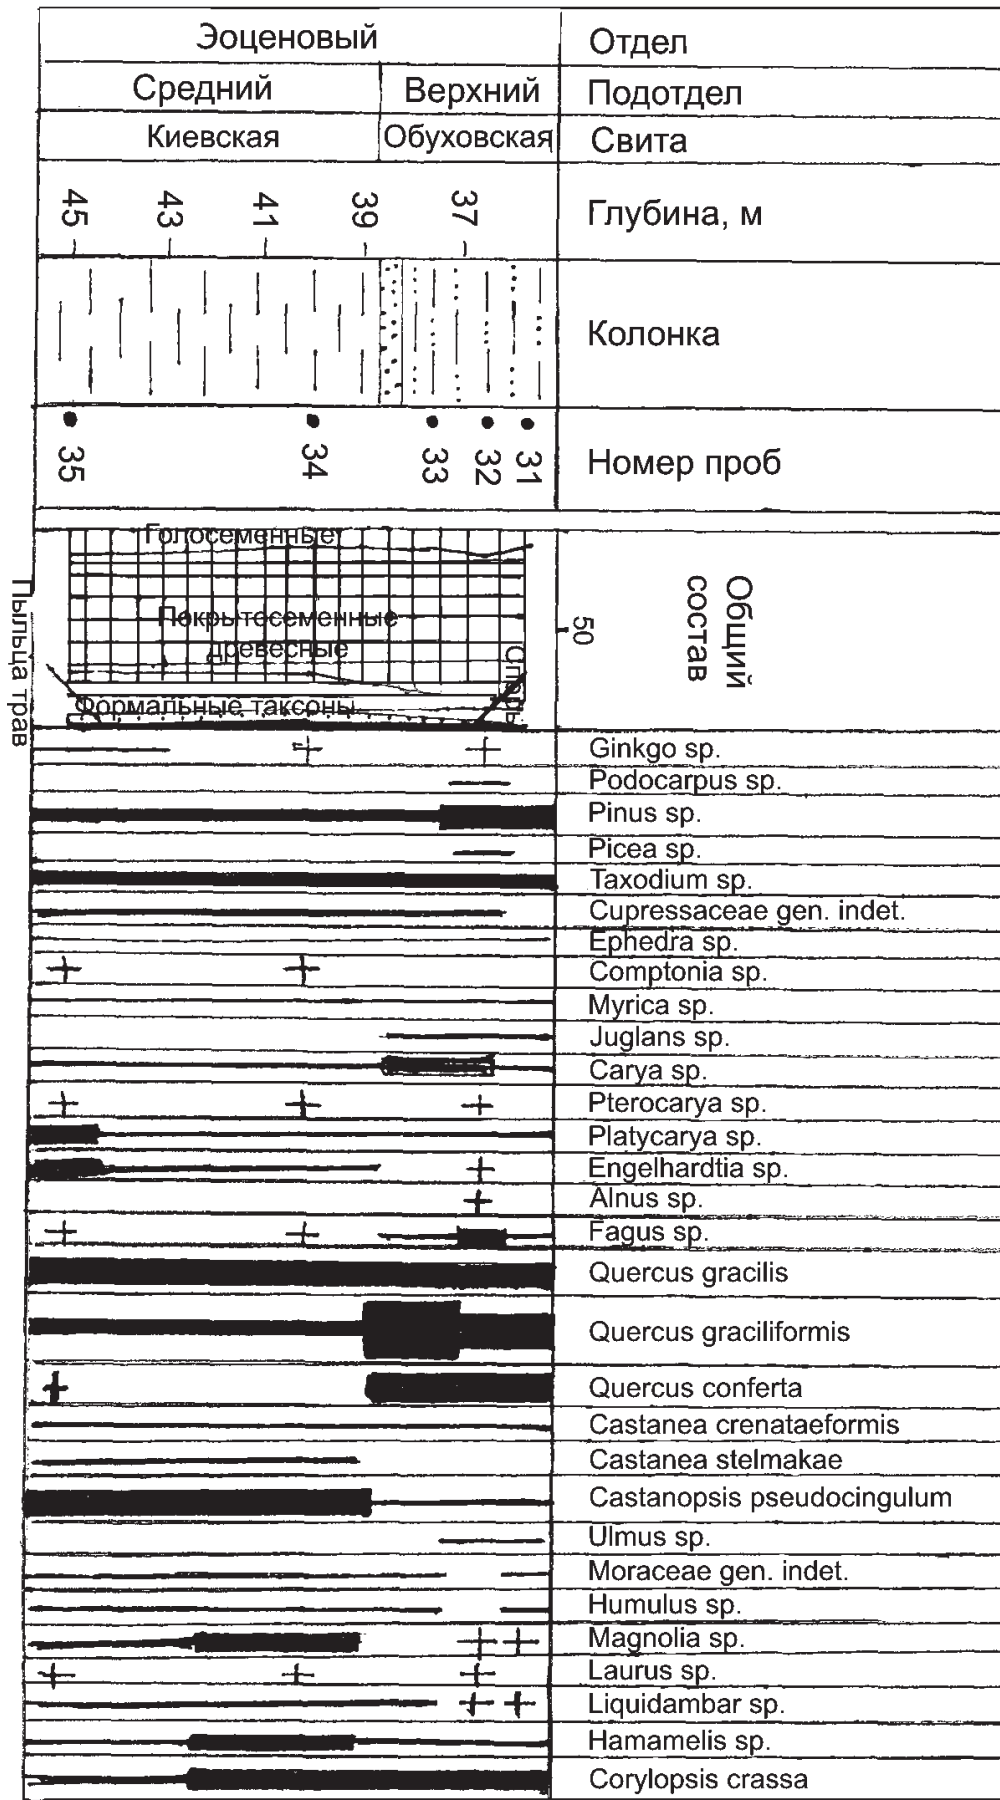 Эоценовый Отдел
Средний Верхний Подотдел
Киевская Обуховская Свита
45 43 41 39 37 Глубина, м
Колонка
35 34 33 32 31 Номер проб
Голосеменные
Покрытосеменные
древесные
Формальные таксоны
Споры
Пыльца трав
50
Общий
состав
Ginkgo sp.
Podocarpus sp.
Pinus sp.
Picea sp.
Taxodium sp.
Cupressaceae gen. indet.
Ephedra sp.
Comptonia sp.
Myrica sp.
Juglans sp.
Carya sp.
Pterocarya sp.
Platycarya sp.
Engelhardtia sp.
Alnus sp.
Fagus sp.
Quercus gracilis
Quercus graciliformis
Quercus conferta
Castanea crenataeformis
Castanea stelmakae
Castanopsis pseudocingulum
Ulmus sp.
Moraceae gen. indet.
Humulus sp.
Magnolia sp.
Laurus sp.
Liquidambar sp.
Hamamelis sp.
Corylopsis crassa